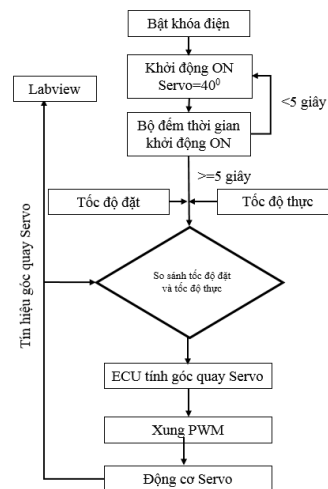 Bật khóa điện
Khởi động ON
Servo=40⁰
Labview
<5 giây
Bộ đếm thời gian
khởi động ON
>=5 giây
Tốc độ đặt
Tốc độ thực
So sánh tốc độ đặt
và tốc độ thực
Tín hiệu góc quay Servo
ECU tính góc quay Servo
Xung PWM
Động cơ Servo